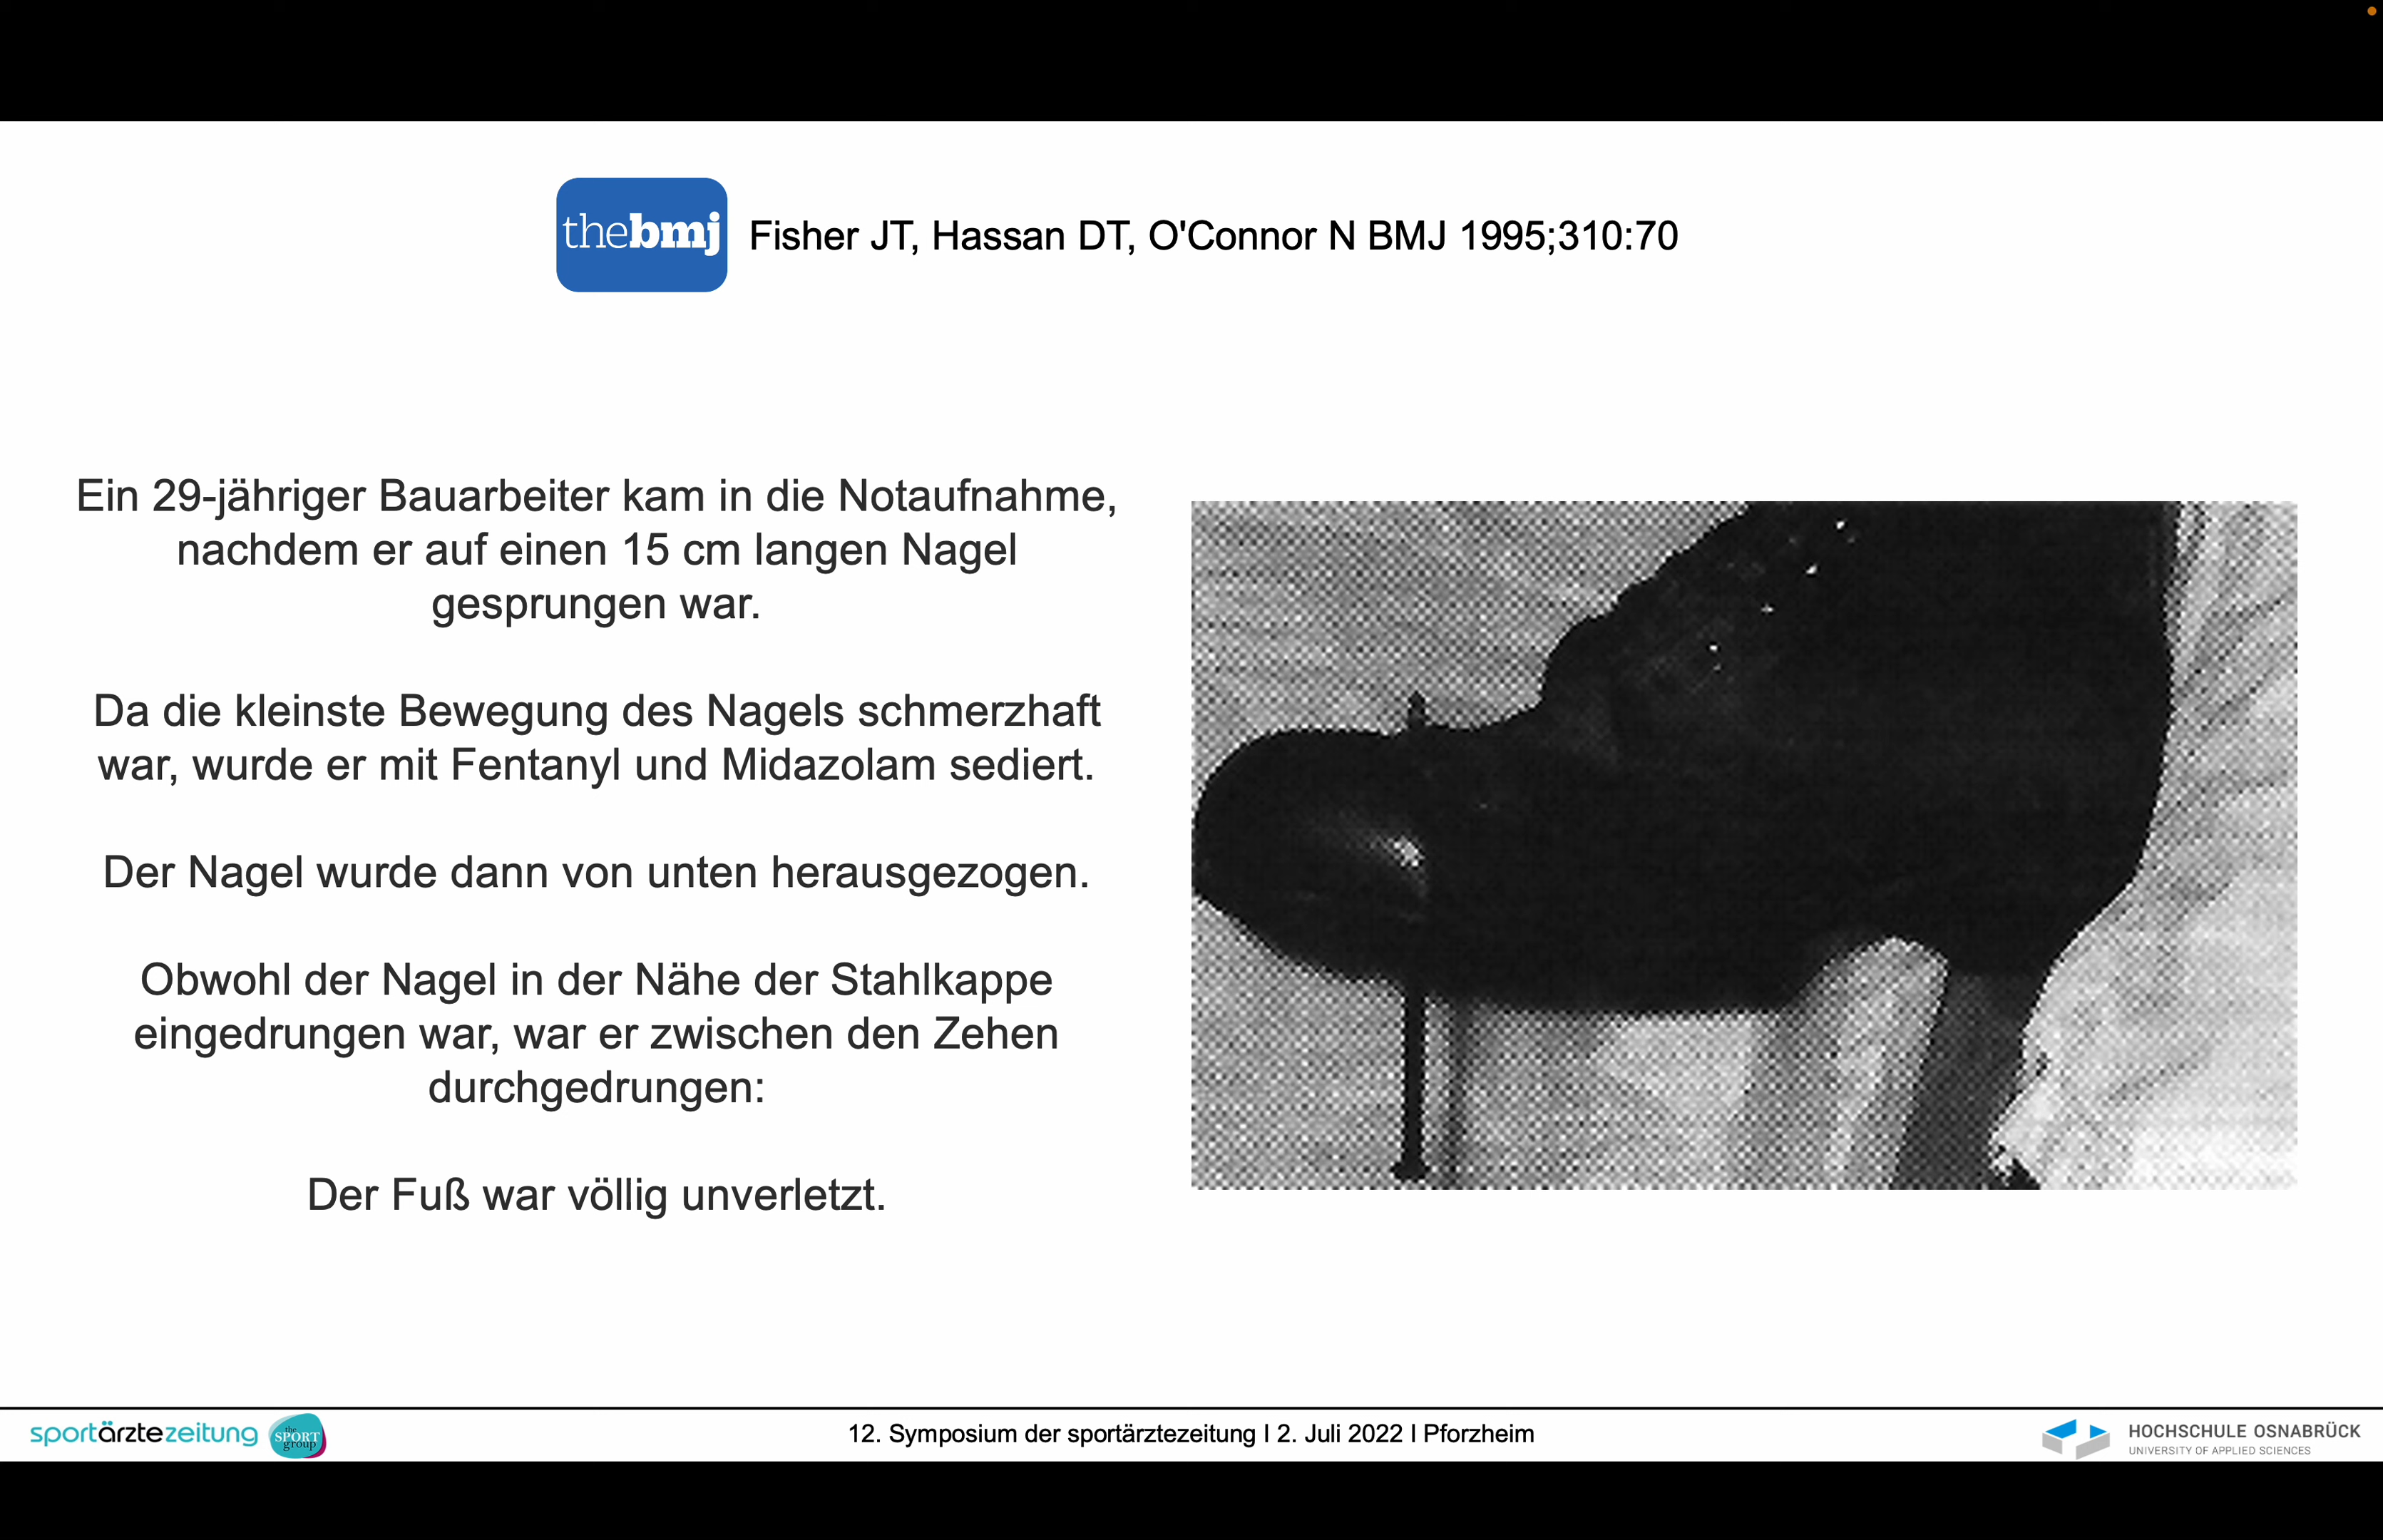 thebmj Fisher JT, Hassan DT, O'Connor N BMJ 1995;310:70
Ein 29-jähriger Bauarbeiter kam in die Notaufnahme,
nachdem er auf einen 15 cm langen Nagel
gesprungen war.
Da die kleinste Bewegung des Nagels schmerzhaft
war, wurde er mit Fentanyl und Midazolam sediert.
Der Nagel wurde dann von unten herausgezogen.
Obwohl der Nagel in der Nähe der Stahlkappe
eingedrungen war, war er zwischen den Zehen
durchgedrungen:
Der Fuß war völlig unverletzt.
sportärztezeitung
the
SPORT
group
12. Symposium der sportärztezeitung I 2. Juli 2022 I Pforzheim
HOCHSCHULE OSNABRÜCK
UNIVERSITY OF APPLIED SCIENCES